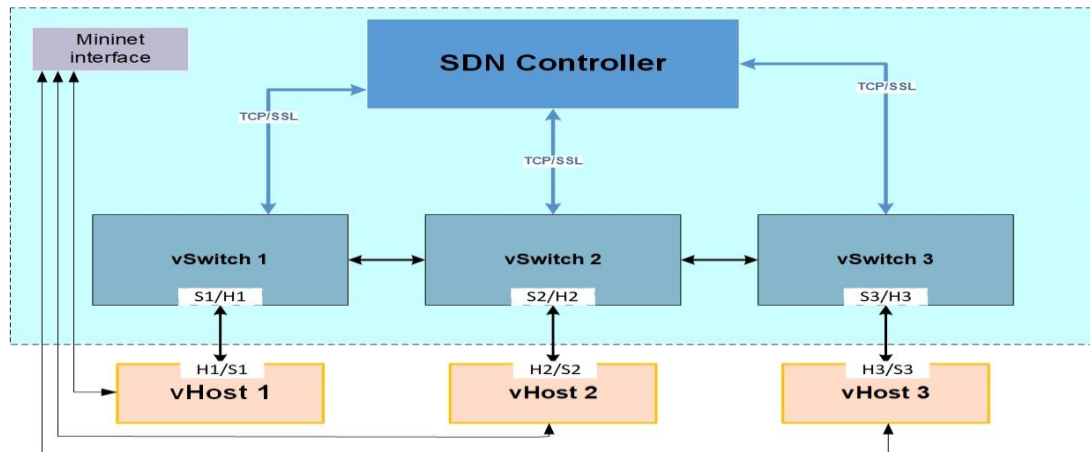 Mininet
interface
SDN Controller
TCP/SSL
TCP/SSL
TCP/SSL
vSwitch 1
vSwitch 2
vSwitch 3
S1/H1
S2/H2
S3/H3
H1/S1
H2/S2
H3/S3
vHost 1
vHost 2
vHost 3